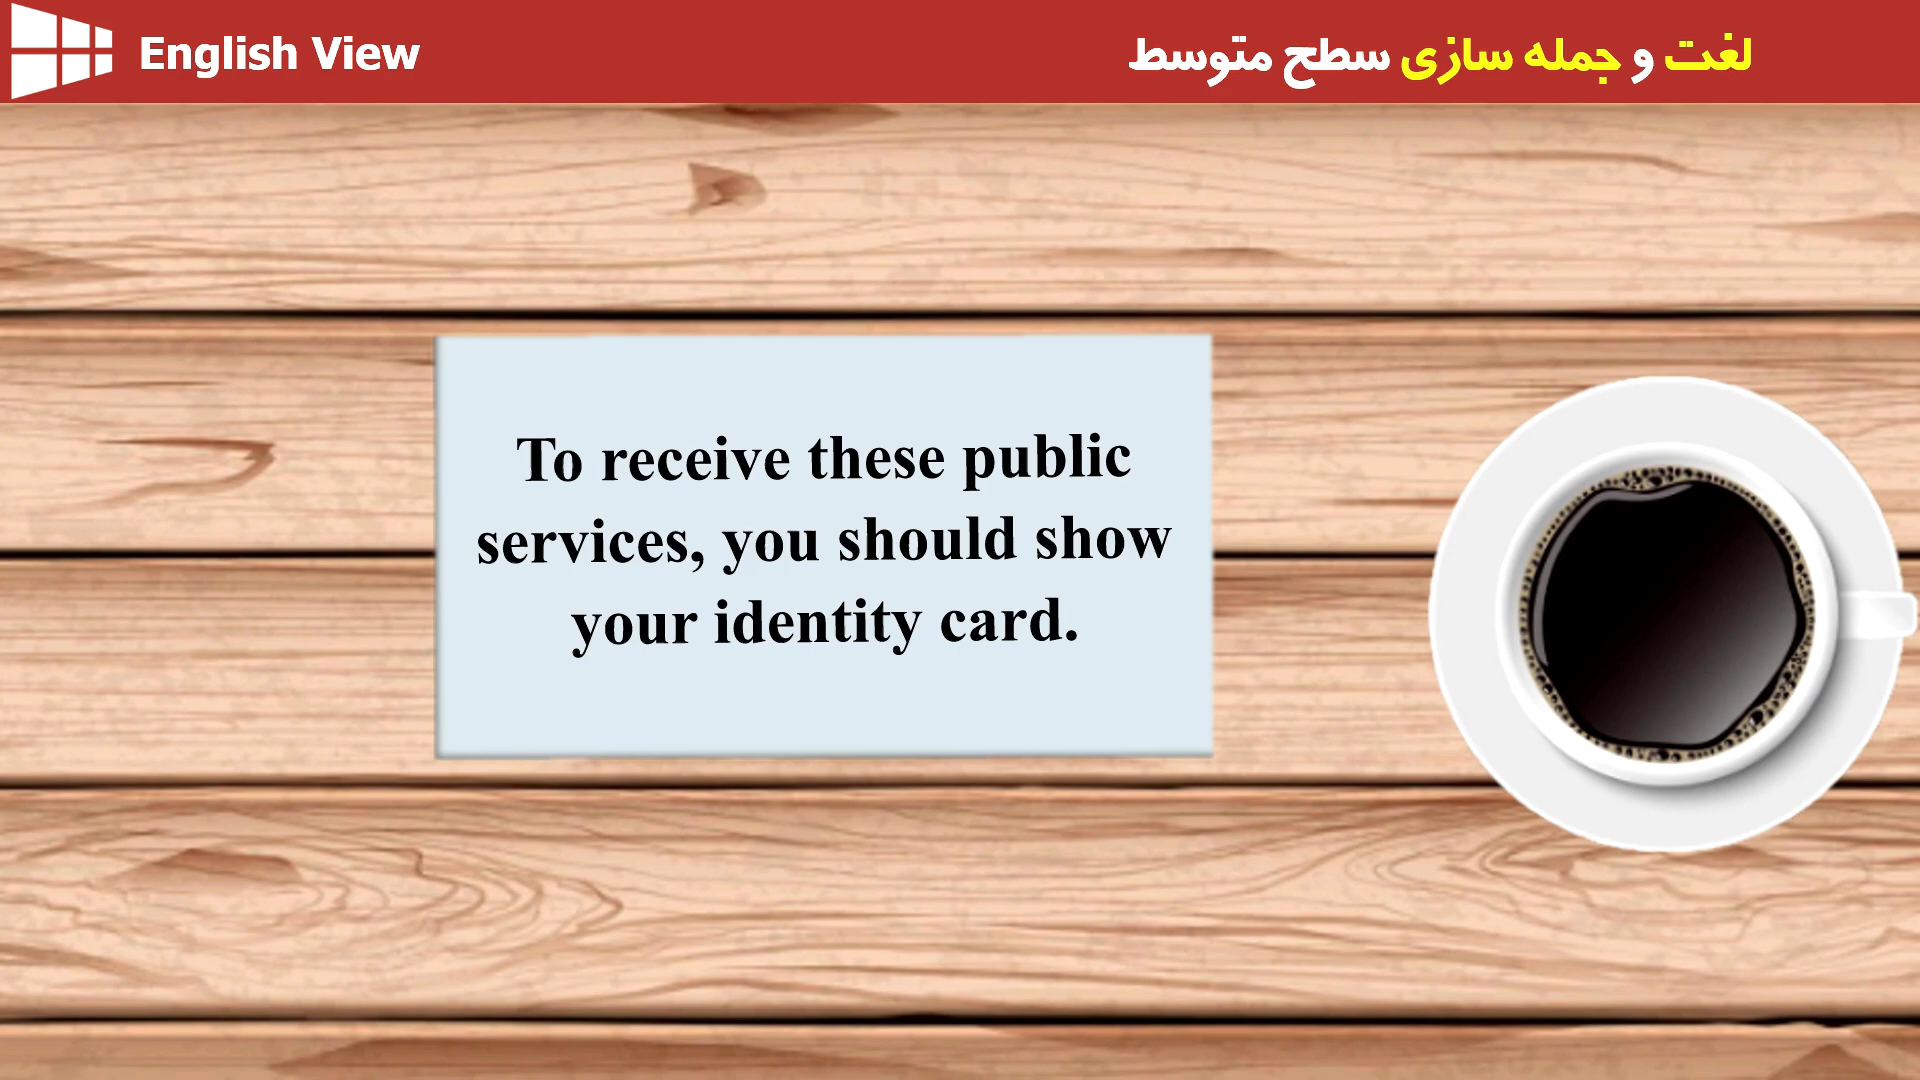 English View
لغت و جمله سازی سطح متوسط
To receive these public
services, you should show
your identity card.